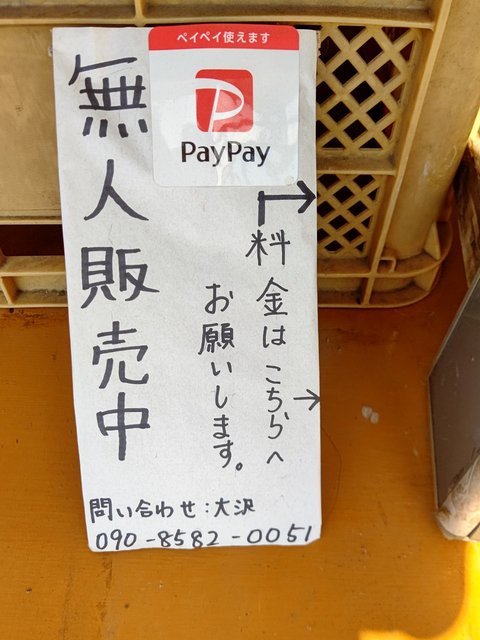 ペイペイ使えます
PayPay
無人販売中
料金はこちらへ
お願いします。
問い合わせ:大沢
090-8582-0051